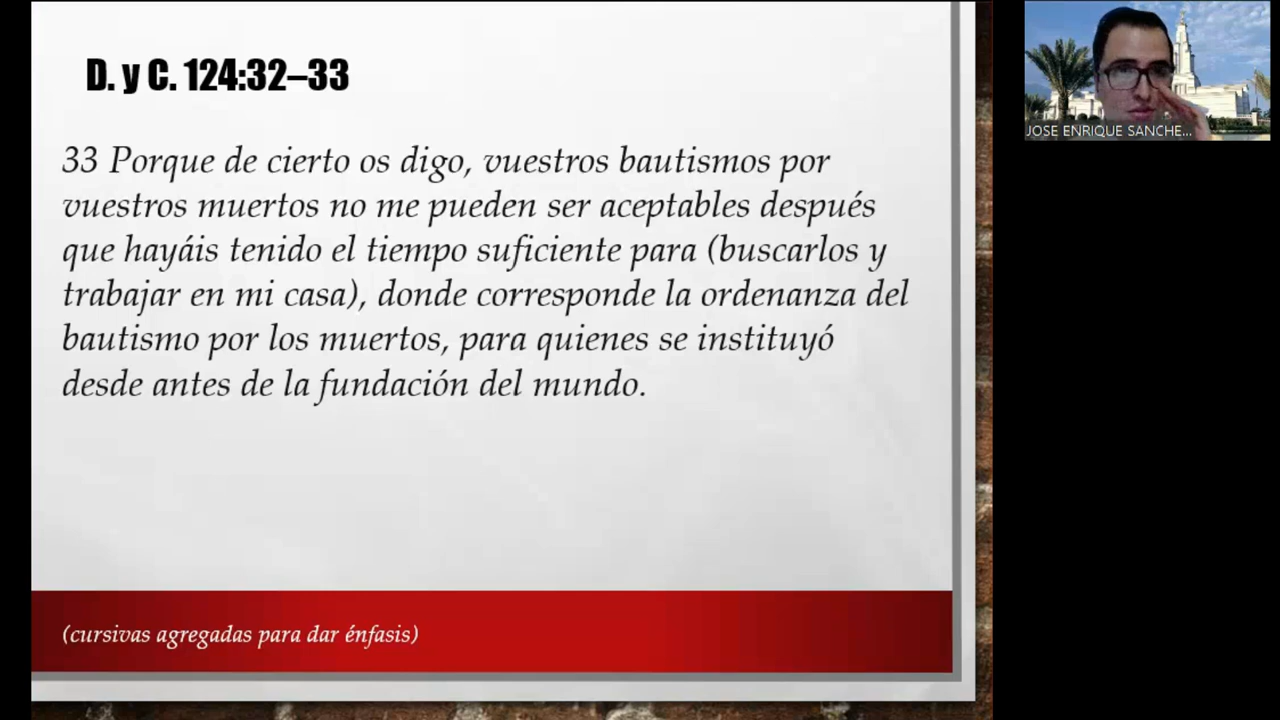 D. y C. 124:32–33
33 Porque de cierto os digo, vuestros bautismos por
vuestros muertos no me pueden ser aceptables después
que hayáis tenido el tiempo suficiente para (buscarlos y
trabajar en mi casa), donde corresponde la ordenanza del
bautismo por los muertos, para quienes se instituyó
desde antes de la fundación del mundo.
(cursivas agregadas para dar énfasis)
JOSE ENRIQUE SANCHE...